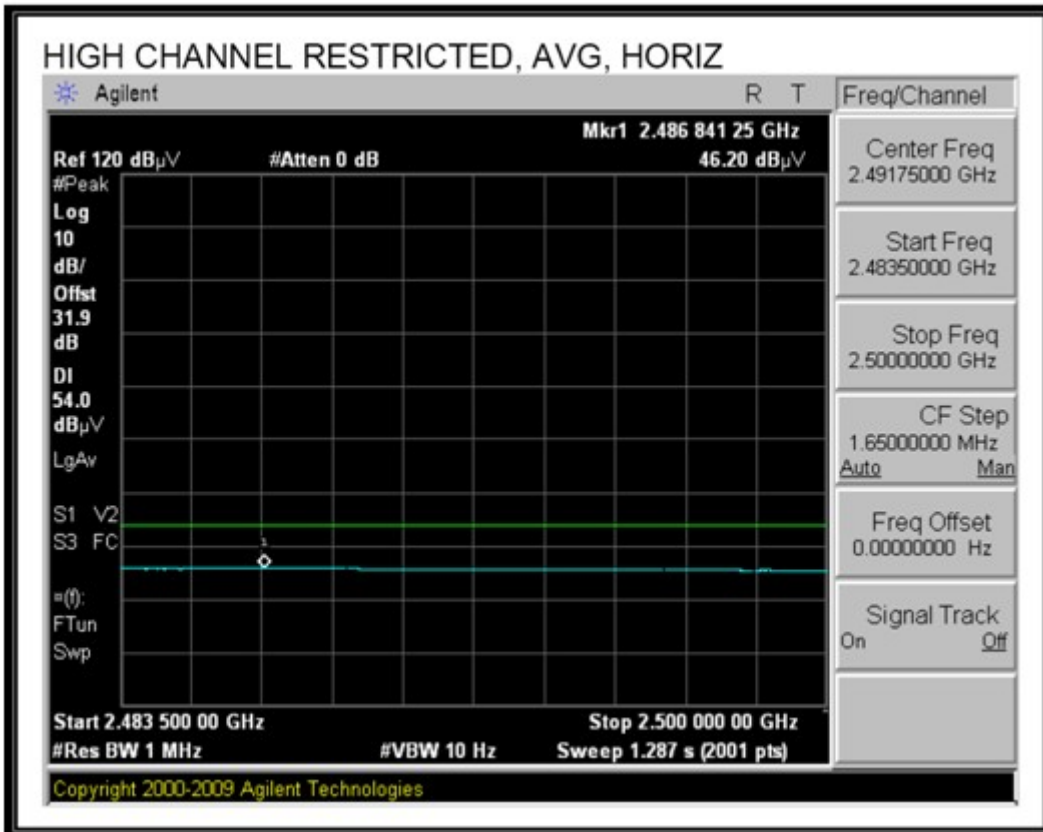 HIGH CHANNEL RESTRICTED, AVG, HORIZ
Agilent R T
Mkr1 2.486 841 25 GHz
Ref 120 dBµV #Atten 0 dB 46.20 dBµV
#Peak
Log
10
dB/
Offst
31.9
dB
DI
54.0
dBµV
LgAv
S1 V2
S3 FC
¤(f):
FTun
Swp
1
Start 2.483 500 00 GHz Stop 2.500 000 00 GHz
#Res BW 1 MHz #VBW 10 Hz Sweep 1.287 s (2001 pts)
Copyright 2000-2009 Agilent Technologies
Freq/Channel
Center Freq
2.49175000 GHz
Start Freq
2.48350000 GHz
Stop Freq
2.50000000 GHz
CF Step
1.65000000 MHz
Auto Man
Freq Offset
0.00000000 Hz
Signal Track
On Off